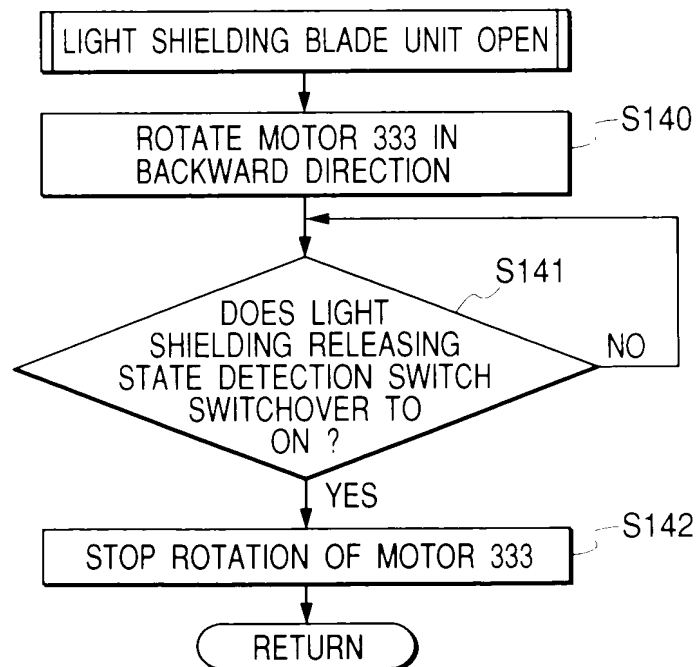 LIGHT SHIELDING BLADE UNIT OPEN
ROTATE MOTOR 333 IN
BACKWARD DIRECTION
S140
S141
DOES LIGHT
SHIELDING RELEASING
STATE DETECTION SWITCH
SWITCHOVER TO
ON ?
NO
YES
STOP ROTATION OF MOTOR 333
S142
RETURN